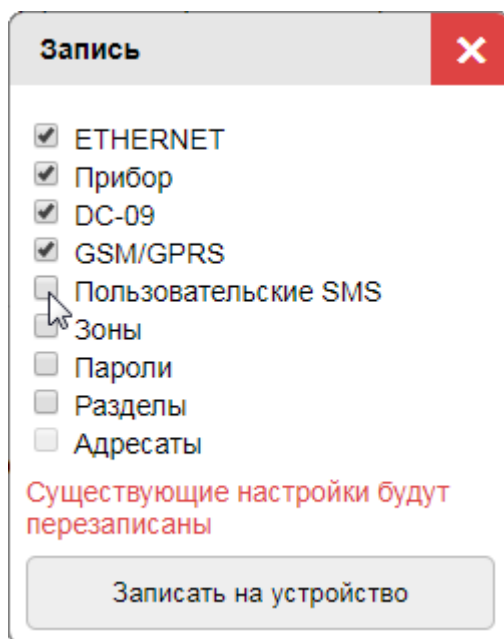 Запись
ETHERNET
Прибор
DC-09
GSM/GPRS
Пользовательские SMS
Зоны
Пароли
Разделы
Адресаты
Существующие настройки будут
перезаписаны
Записать на устройство